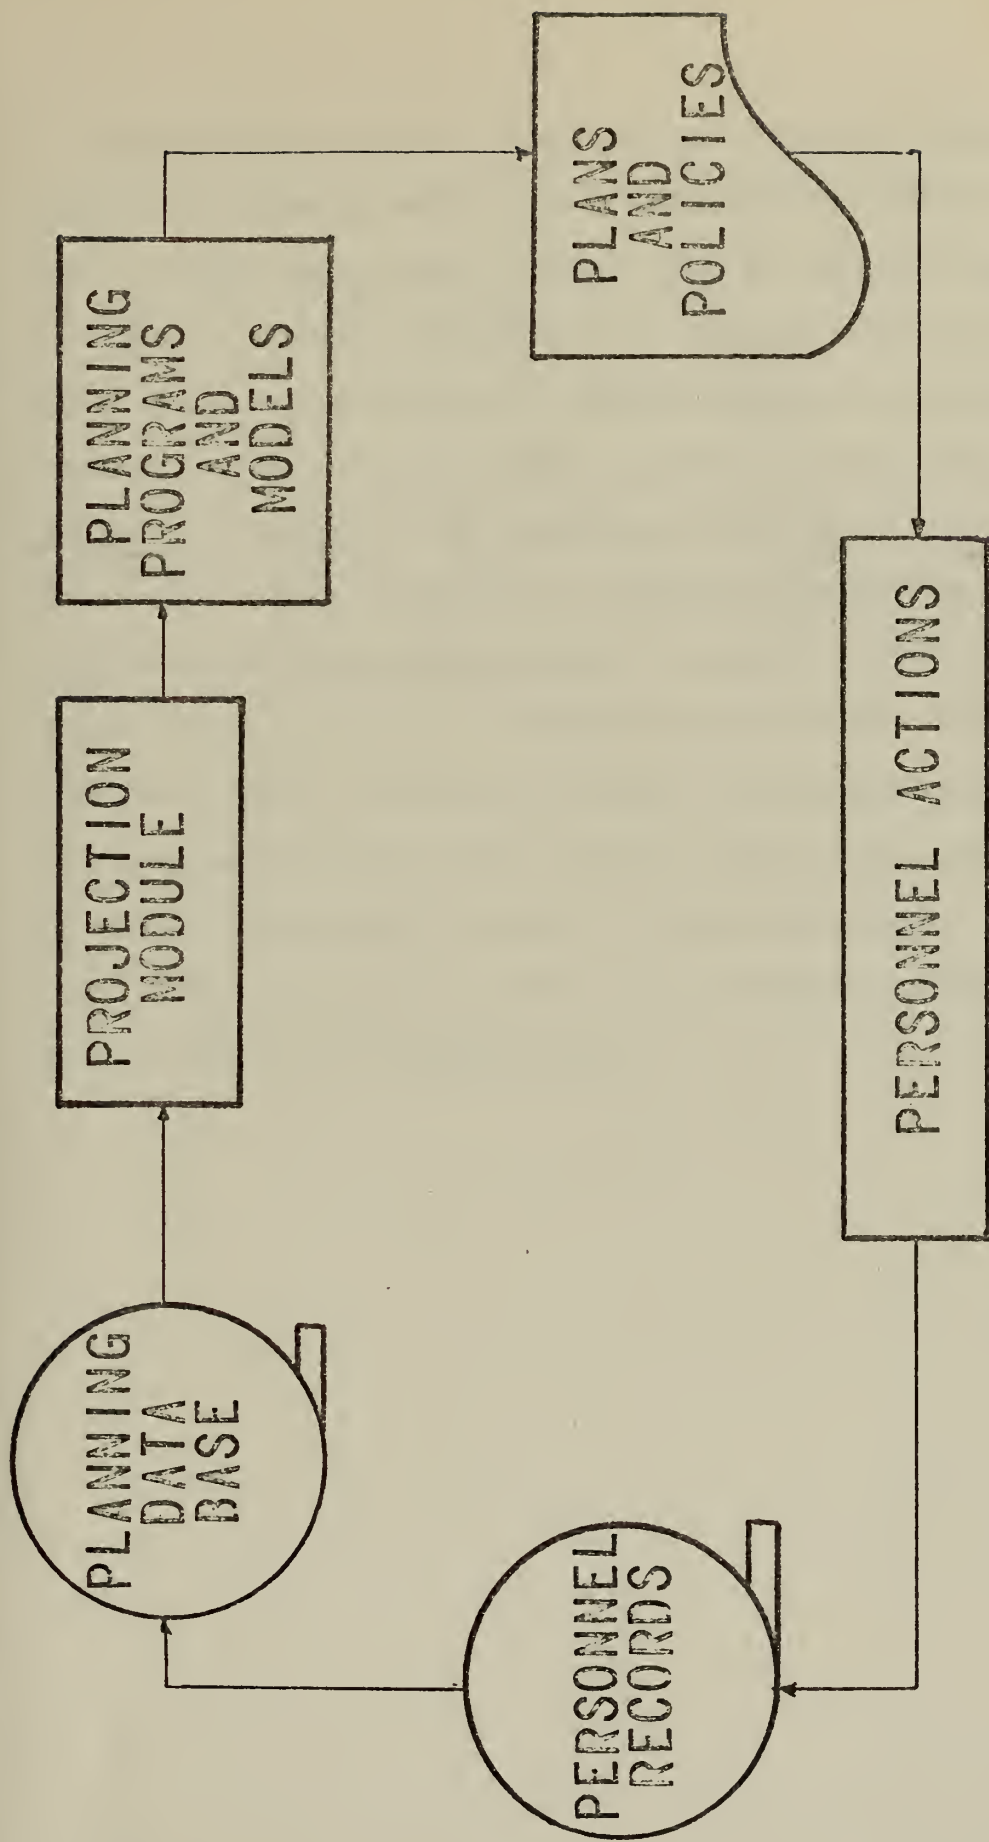 PLANNING
DATA
BASE
PROJECTION
MODULE
PLANNING
PROGRAMS
AND
MODELS
PLANS
AND
POLICIES
PERSONNEL ACTIONS
PERSONNEL
RECORDS